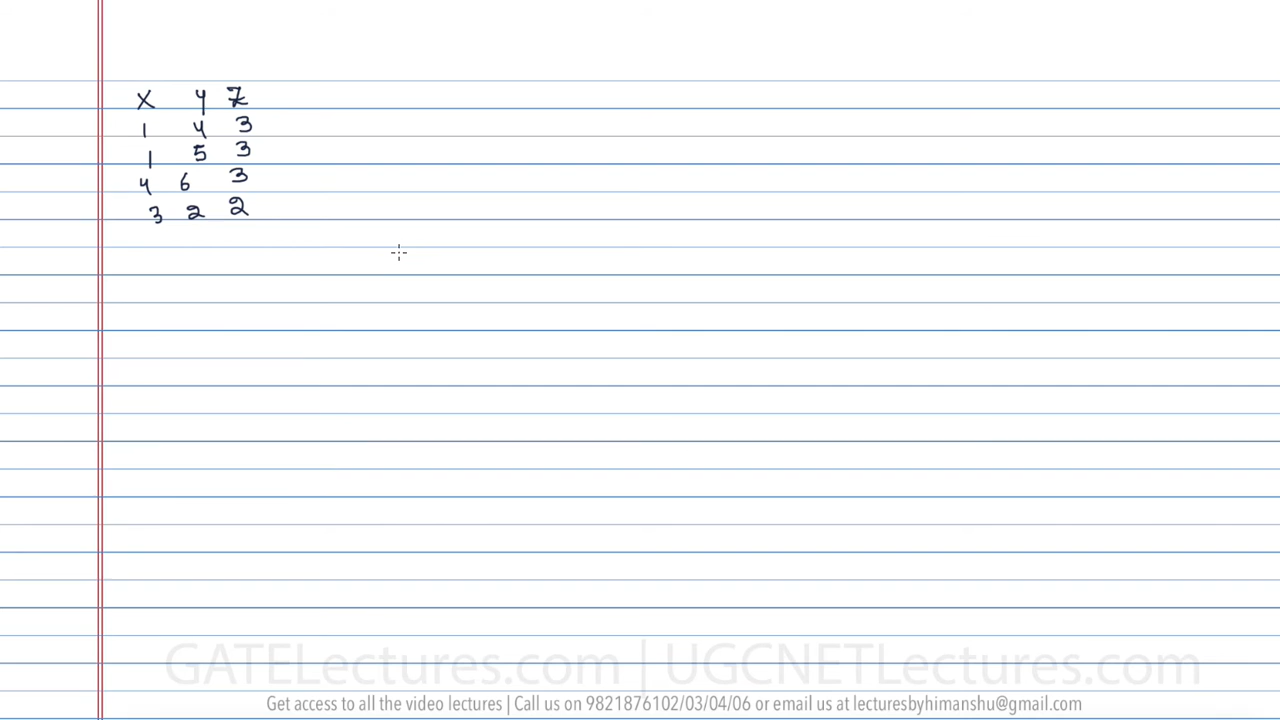 X Y Z
1 4 3
1 5 3
4 6 3
3 2 2
GATELectures.com | UGCNETLectures.com
Get access to all the video lectures | Call us on 9821876102/03/04/06 or email us at lecturesbyhimanshu@gmail.com